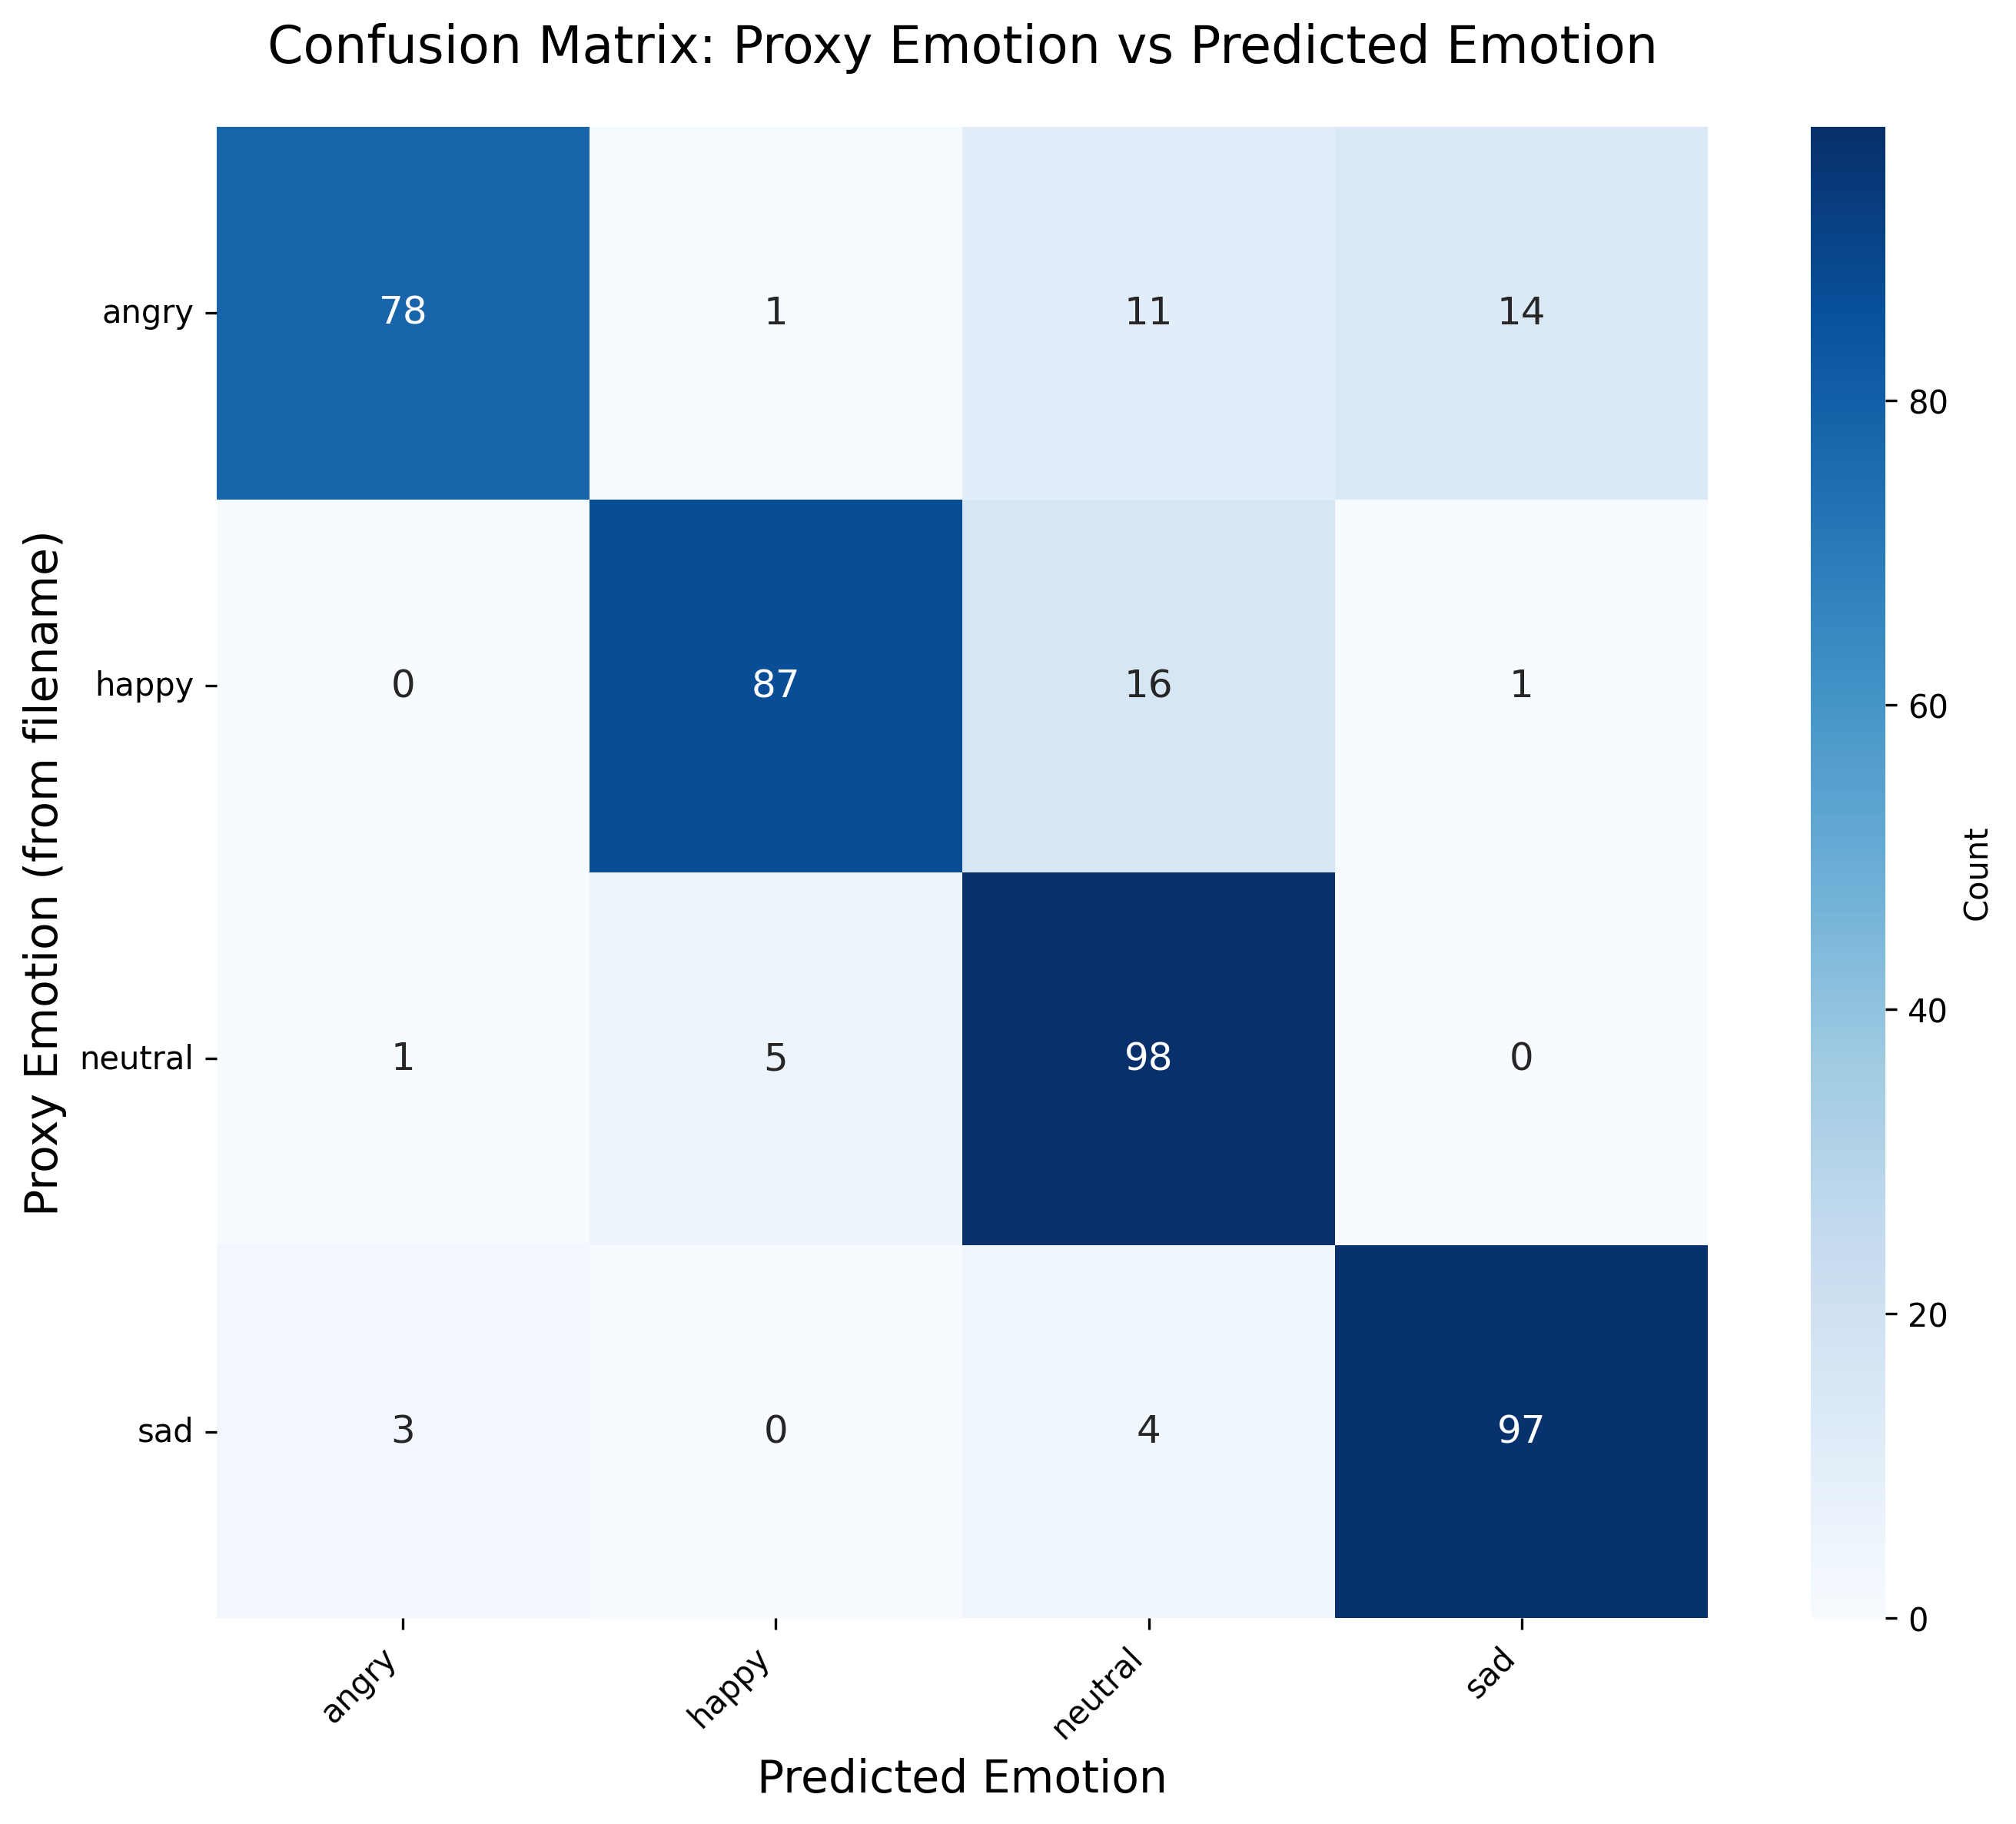 Confusion Matrix: Proxy Emotion vs Predicted Emotion
Proxy Emotion (from filename)
angry
78
1
11
14
happy
0
87
16
1
neutral
1
5
98
0
sad
3
0
4
97
angry
happy
neutral
sad
Predicted Emotion
80
60
40
20
0
Count